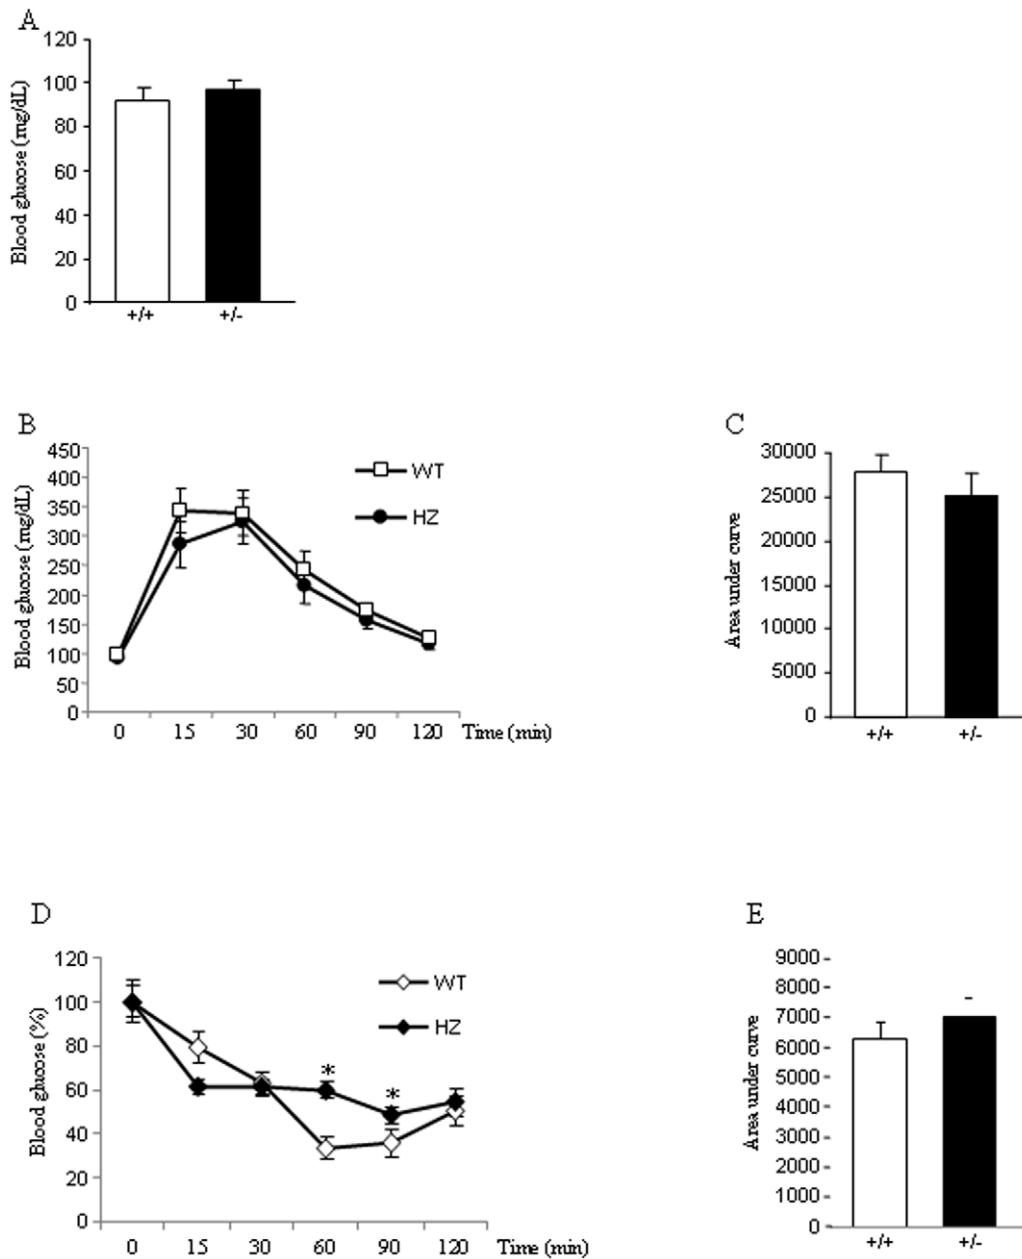 A
Blood glucose (mg/dL)
120
100
80
60
40
20
0
+/+ +/-
B
Blood glucose (mg/dL)
450
400
350
300
250
200
150
100
50
0
WT
HZ
0 15 30 60 90 120 Time (min)
C
Area under curve
30000
25000
20000
15000
10000
5000
0
+/+ +/-
D
Blood glucose (%)
120
100
80
60
40
20
0
WT
HZ
*
*
0 15 30 60 90 120 Time (min)
E
Area under curve
9000
8000
7000
6000
5000
4000
3000
2000
1000
0
+/+ +/-